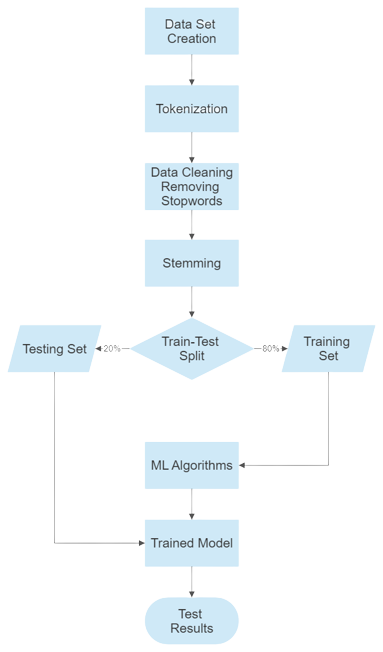 Data Set
Creation
Tokenization
Data Cleaning
Removing
Stopwords
Stemming
Train-Test
Split
20%
80%
Testing Set
Training
Set
ML Algorithms
Trained Model
Test
Results